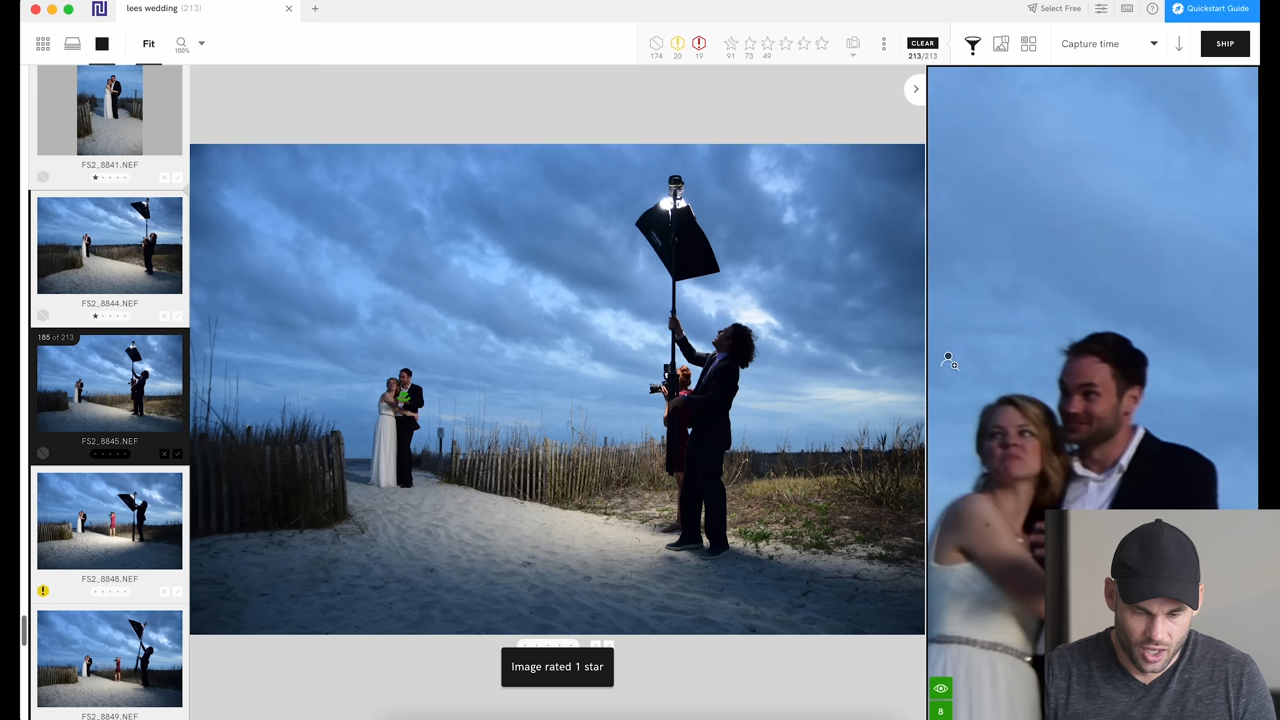 lees wedding (213)
Select Free
Quickstart Guide
Fit
100%
174
20
19
91
73
49
CLEAR
213/213
Capture time
SHIP
FS2_8841.NEF
FS2_8844.NEF
185 of 213
FS2_8845.NEF
FS2_8848.NEF
FS2_8849.NEF
Image rated 1 star
8